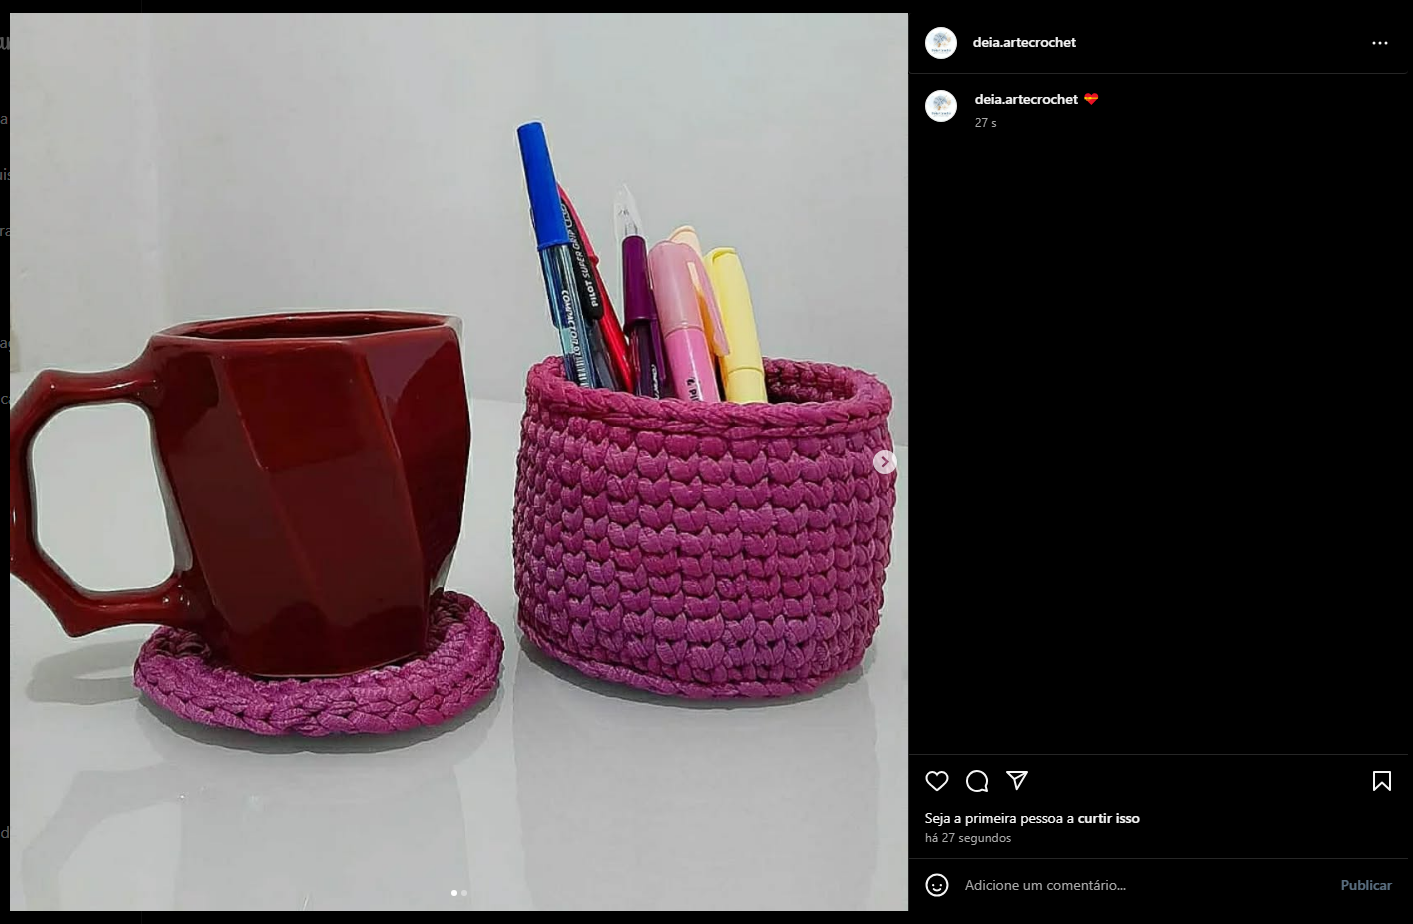 deia.artecrochet
deia.artecrochet
27 s
PILOT SUPER GRIP
COMPACTOR 07
Seja a primeira pessoa a curtir isso
há 27 segundos
Adicione um comentário...
Publicar